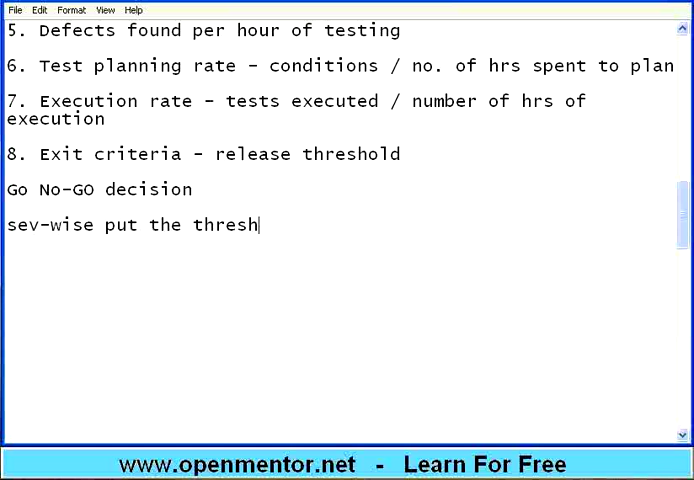 File Edit Format View Help
5. Defects found per hour of testing
6. Test planning rate - conditions / no. of hrs spent to plan
7. Execution rate - tests executed / number of hrs of
execution
8. Exit criteria - release threshold
Go No-GO decision
sev-wise put the thresh
www.openmentor.net - Learn For Free